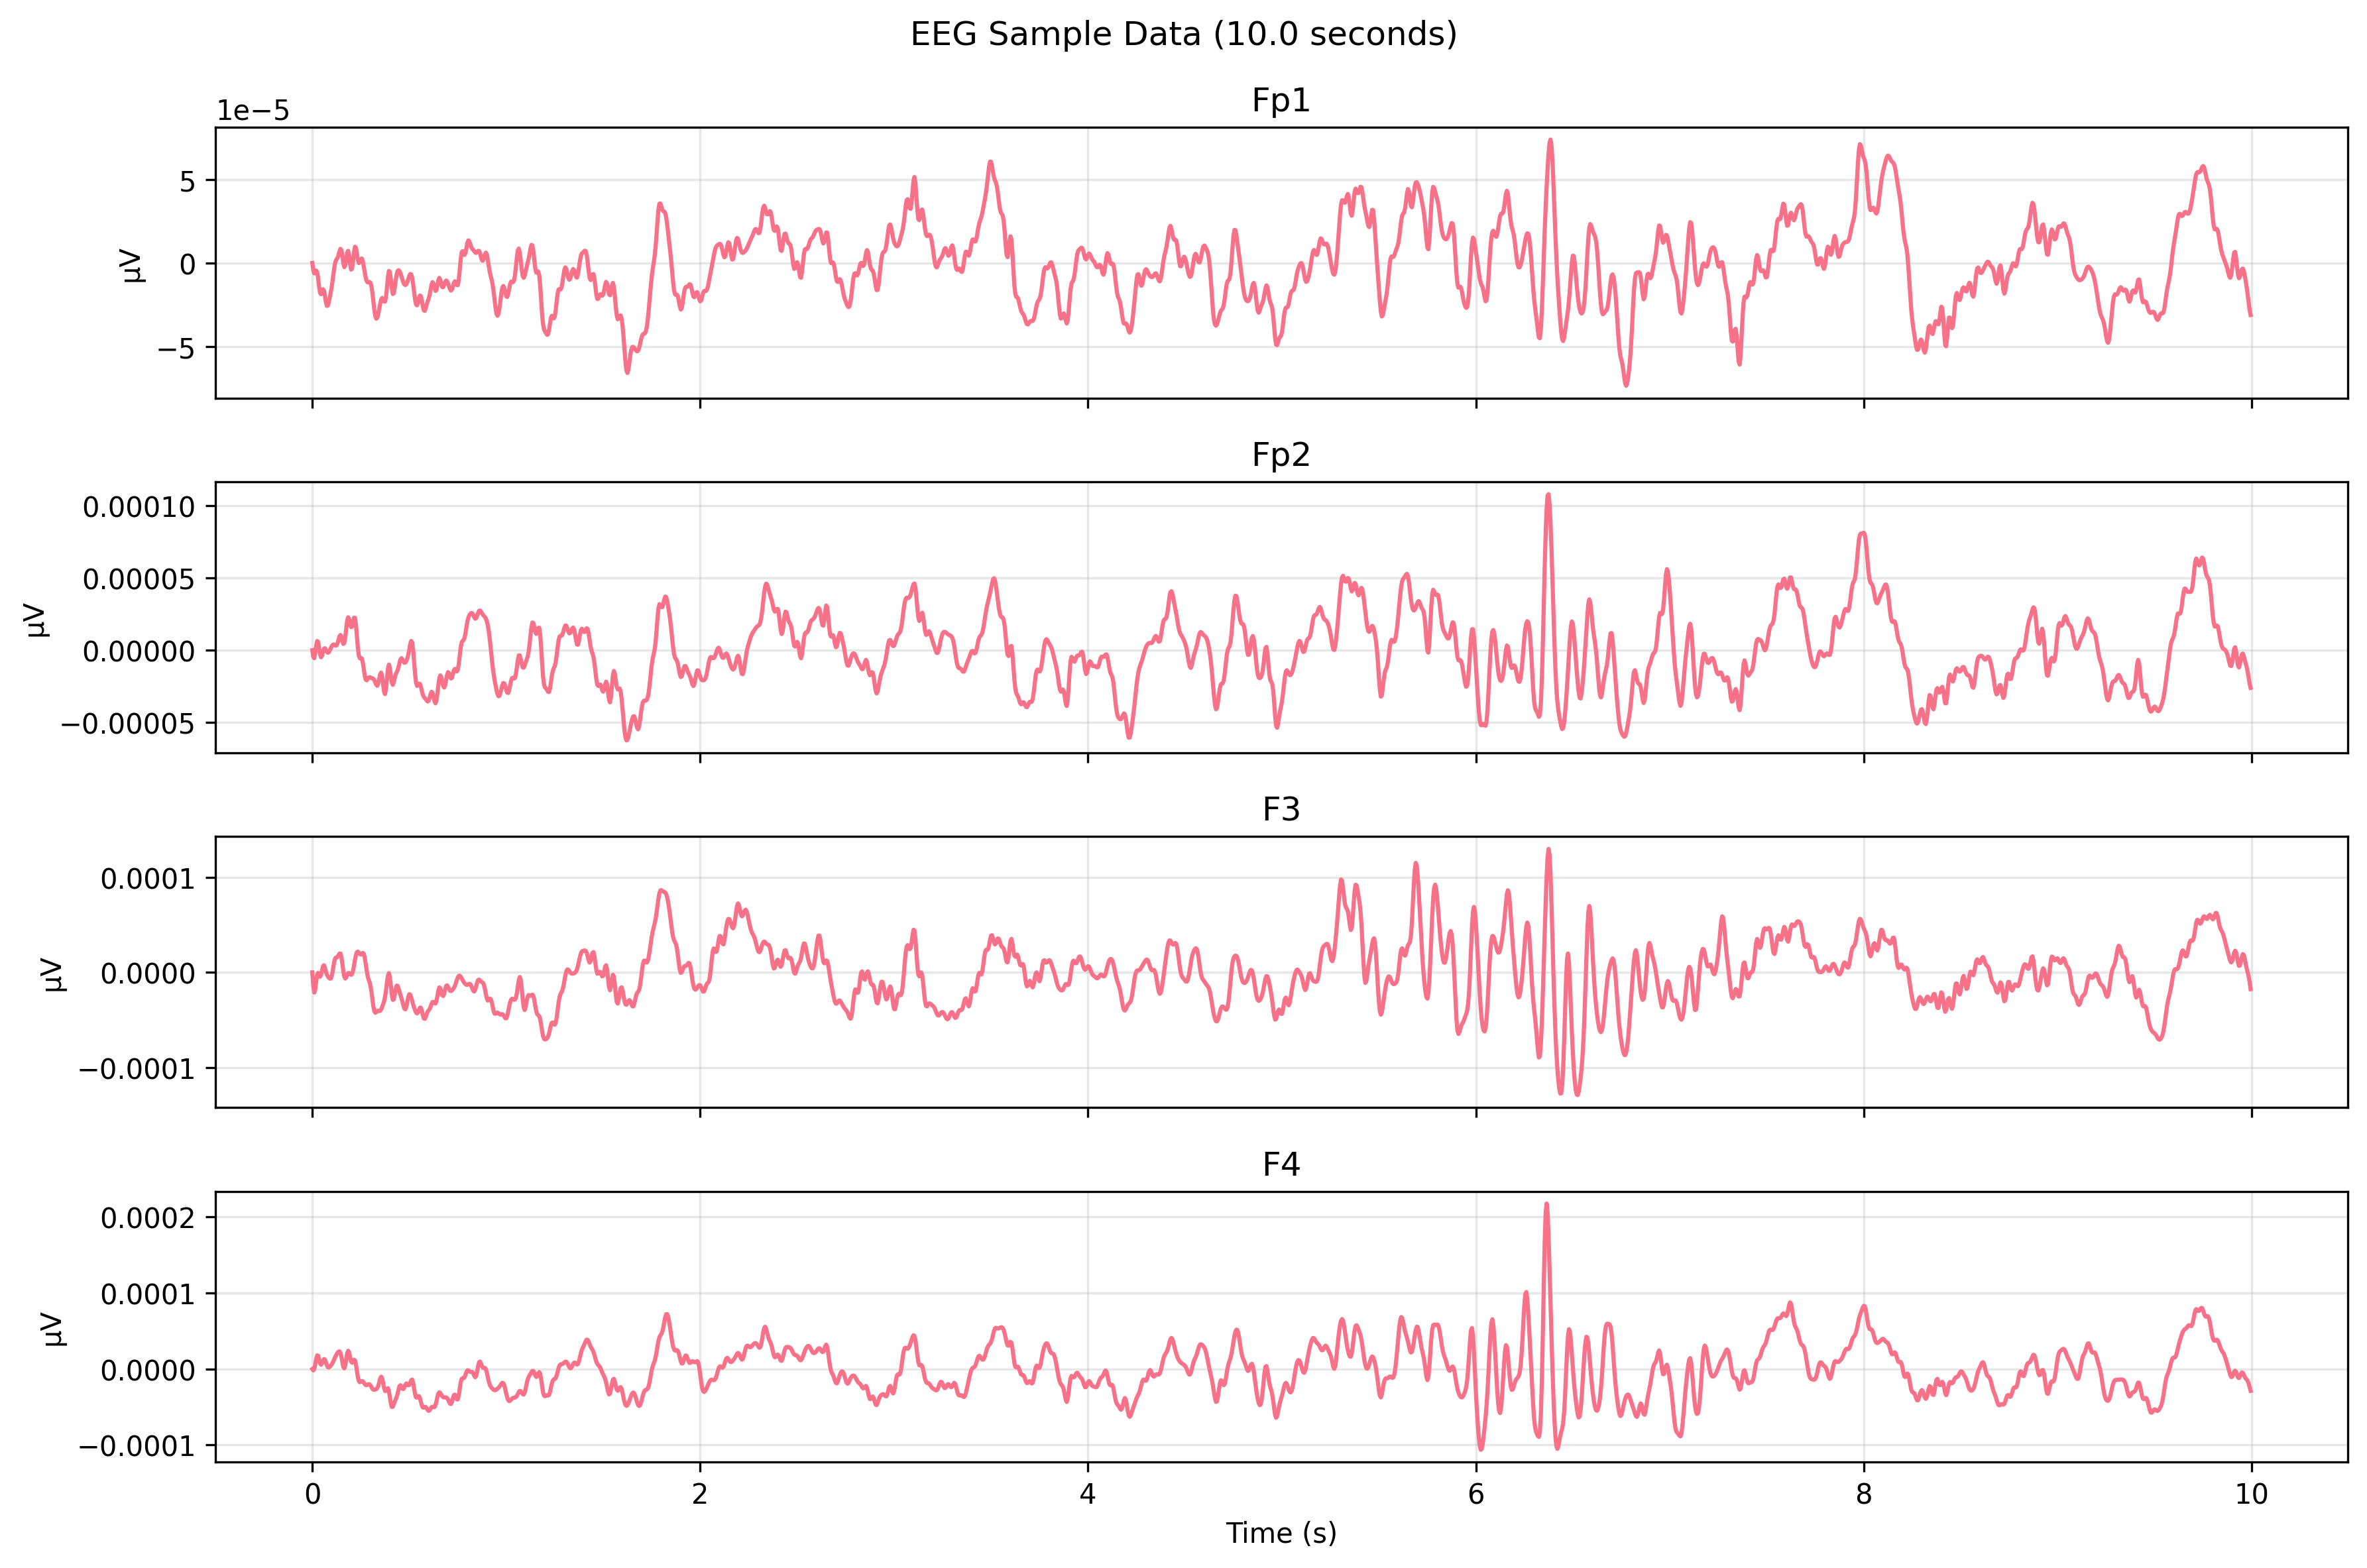 EEG Sample Data (10.0 seconds)
Fp1
1e−5
5
0
−5
µV
Fp2
0.00010
0.00005
0.00000
−0.00005
µV
F3
0.0001
0.0000
−0.0001
µV
F4
0.0002
0.0001
0.0000
−0.0001
µV
0 2 4 6 8 10
Time (s)